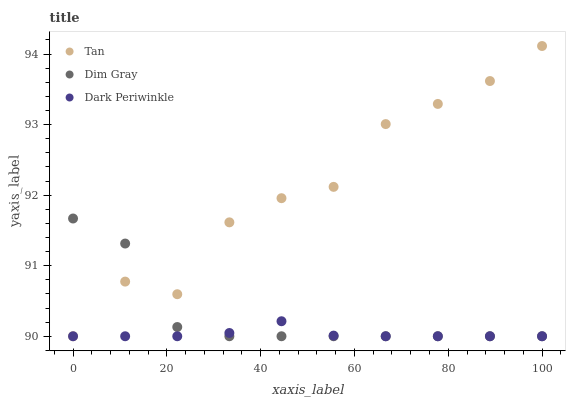 title
Tan
Dim Gray
Dark Periwinkle
94
93
92
91
90
0 20 40 60 80 100
xaxis_label
yaxis_label